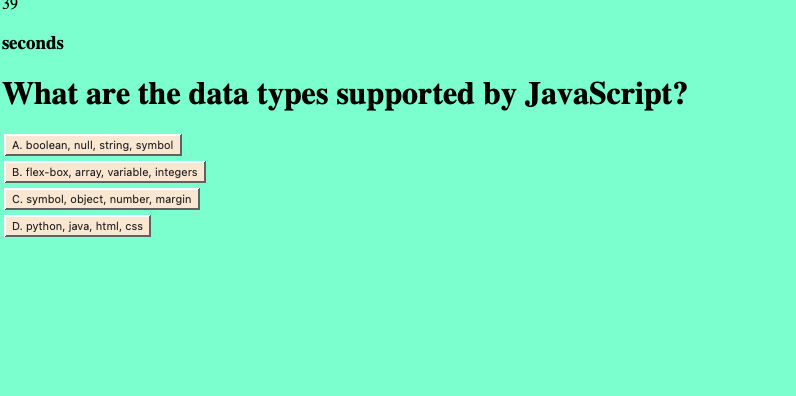 39
seconds
What are the data types supported by JavaScript?
A. boolean, null, string, symbol
B. flex-box, array, variable, integers
C. symbol, object, number, margin
D. python, java, html, css